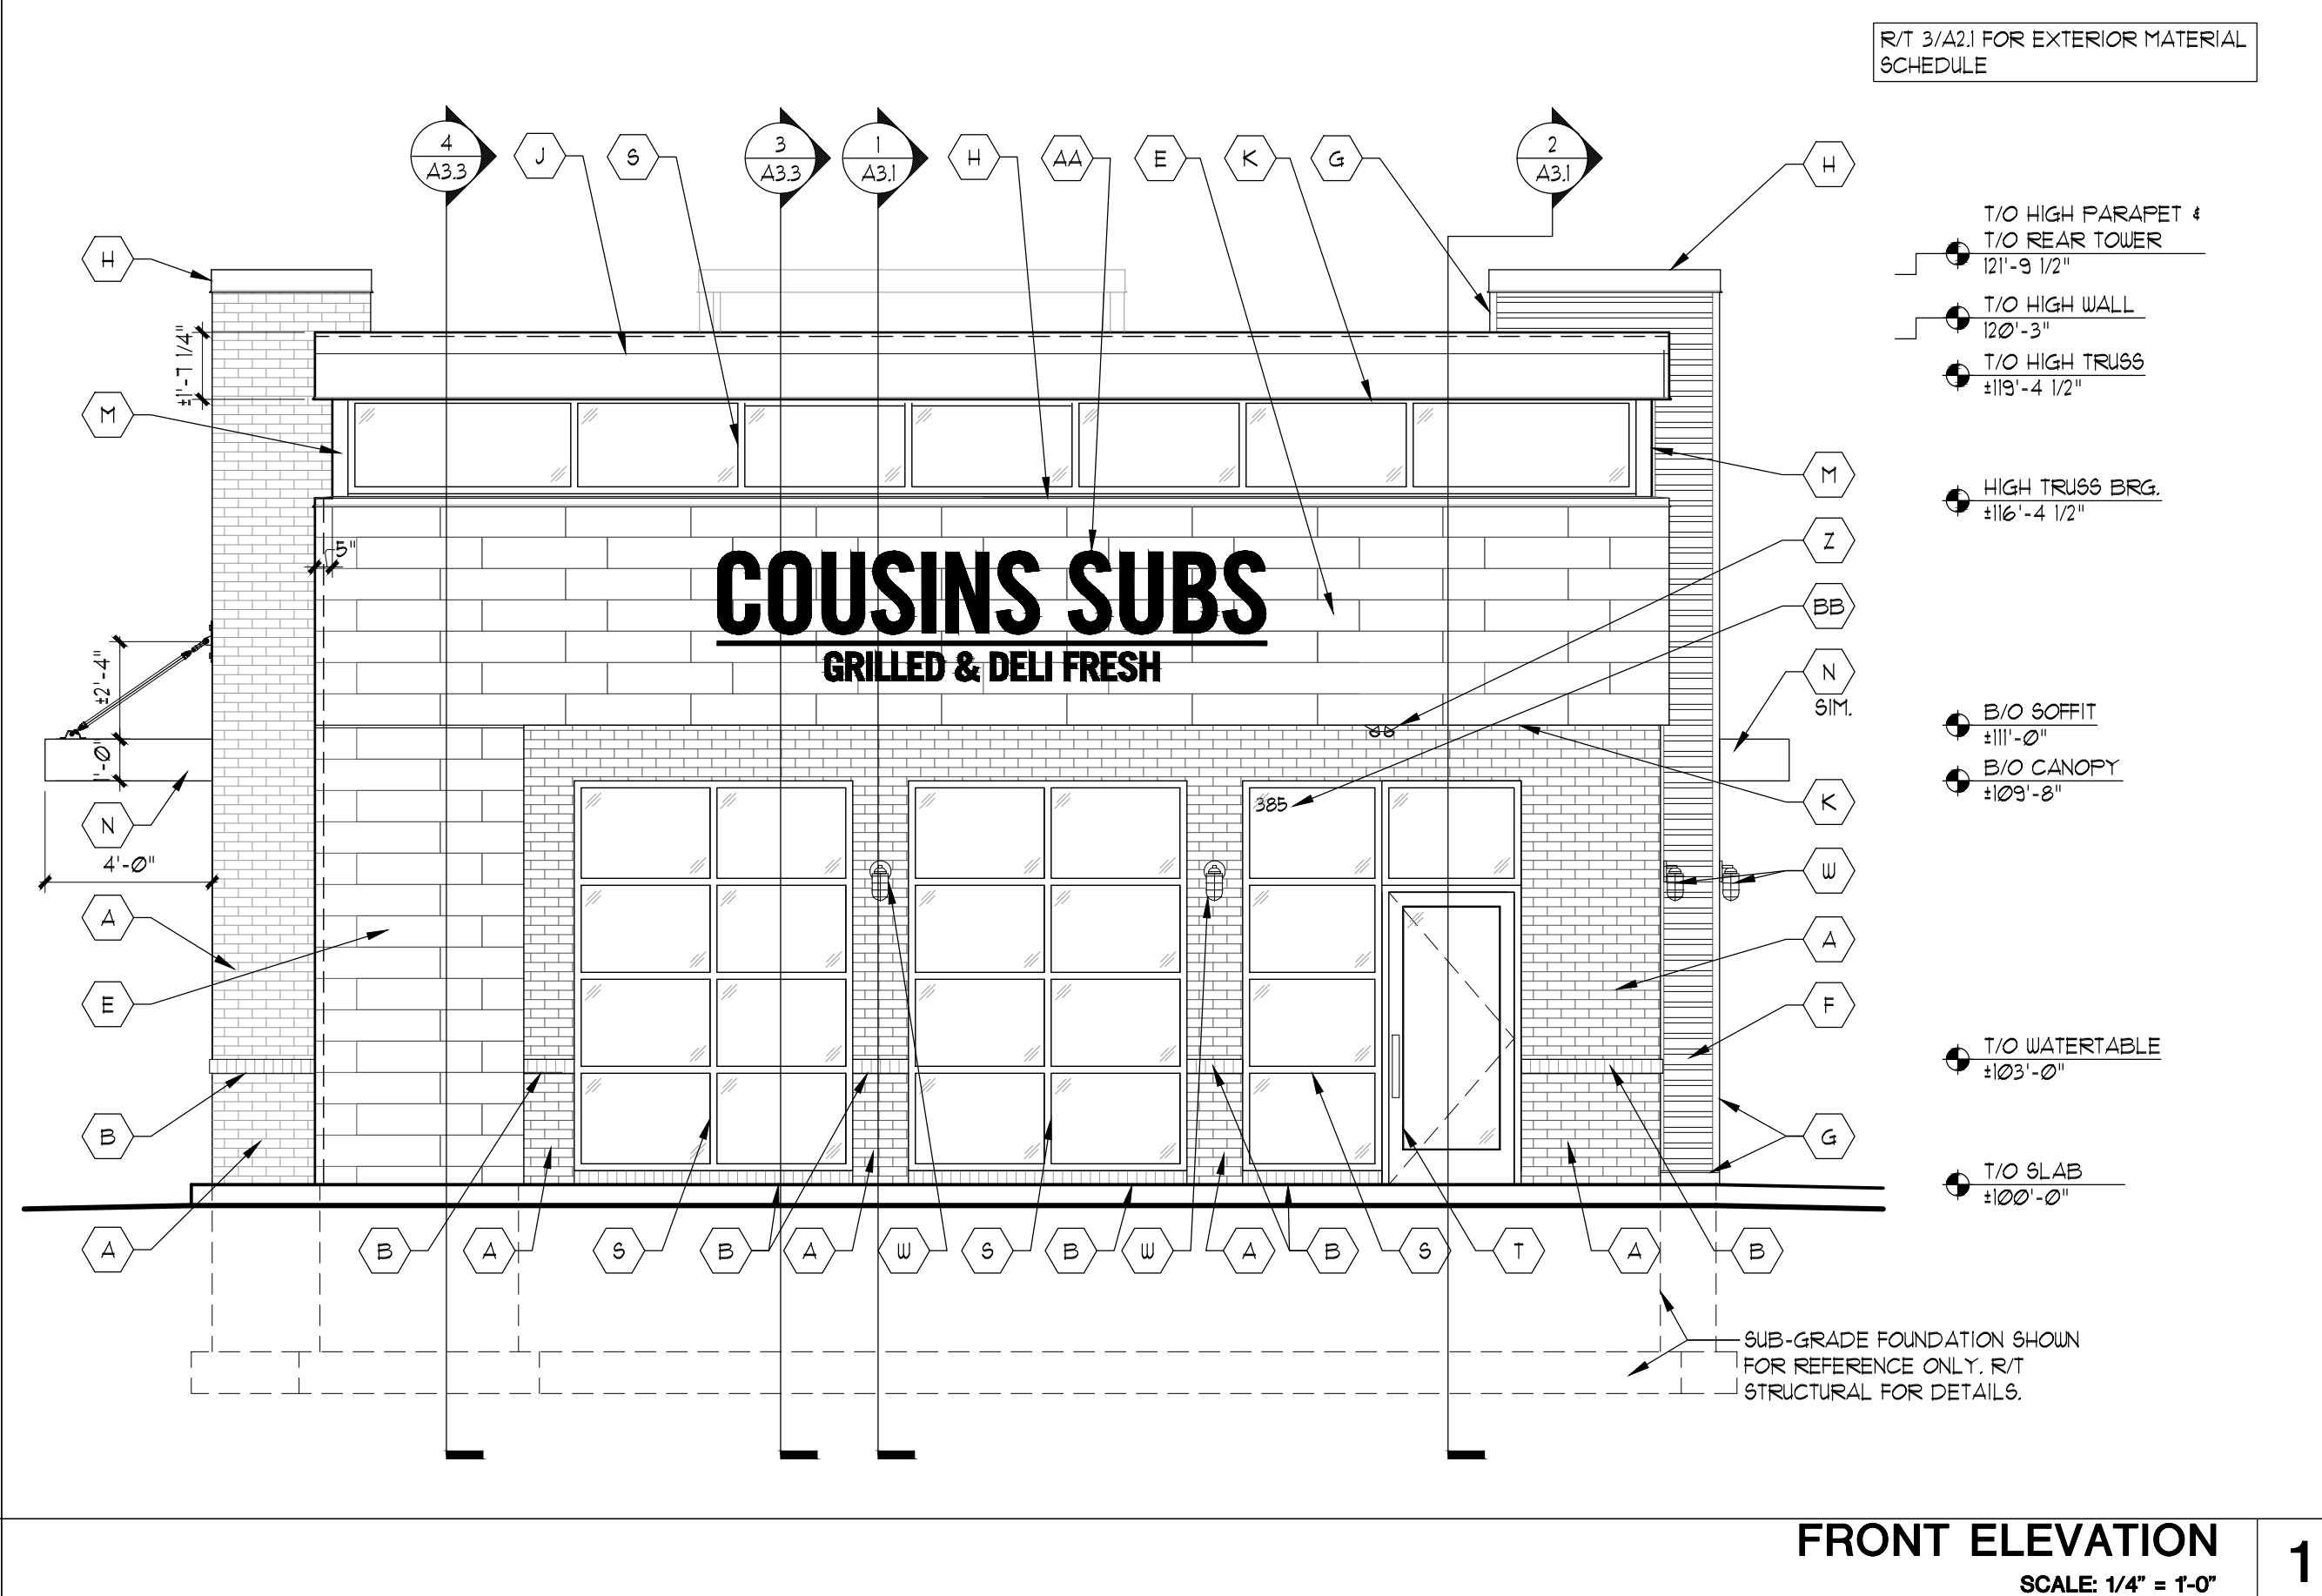 R/T 3/A2.1 FOR EXTERIOR MATERIAL
SCHEDULE
4
A3.3
J
S
3
A3.3
1
A3.1
H
AA
E
K
G
2
A3.1
H
T/O HIGH PARAPET &
T/O REAR TOWER
121'-9 1/2"
H
T/O HIGH WALL
120'-3"
±1'-7 1/4"
T/O HIGH TRUSS
±119'-4 1/2"
M
M
HIGH TRUSS BRG.
±116'-4 1/2"
5"
Z
COUSINS SUBS
GRILLED & DELI FRESH
BB
±2'-4"
N
SIM.
B/O SOFFIT
±111'-0"
1'-0"
B/O CANOPY
±109'-8"
385
K
N
4'-0"
W
A
A
E
F
T/O WATERTABLE
±103'-0"
B
G
T/O SLAB
±100'-0"
A
B
A
S
B
A
W
S
B
W
A
B
S
T
A
B
SUB-GRADE FOUNDATION SHOWN
FOR REFERENCE ONLY. R/T
STRUCTURAL FOR DETAILS.
FRONT ELEVATION
SCALE: 1/4" = 1'-0"
1